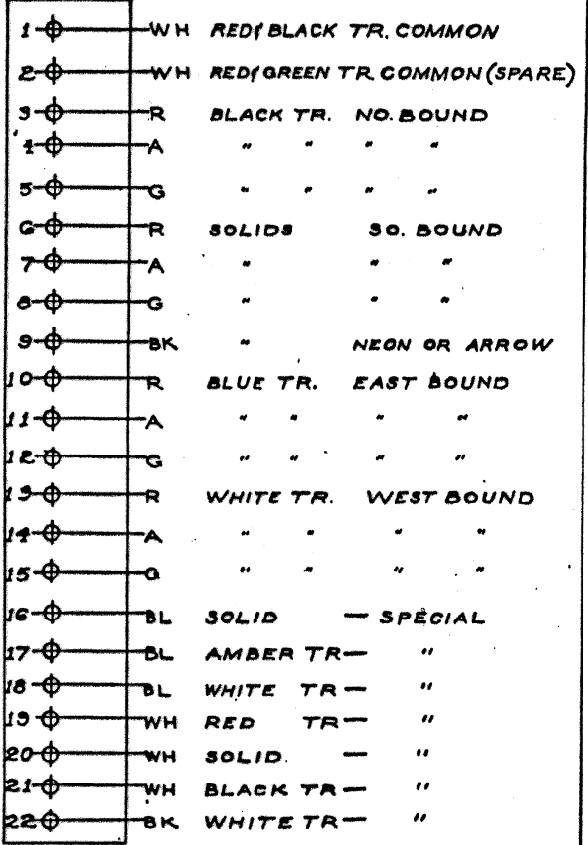 1 WH RED/BLACK TR. COMMON
2 WH RED/GREEN TR. COMMON (SPARE)
3 R BLACK TR. NO. BOUND
4 A " " " "
5 G " " " "
6 R SOLIDS SO. BOUND
7 A " " "
8 G " " "
9 BK " NEON OR ARROW
10 R BLUE TR. EAST BOUND
11 A " " " "
12 G " " " "
13 R WHITE TR. WEST BOUND
14 A " " " "
15 G " " " "
16 BL SOLID — SPECIAL
17 BL AMBER TR — "
18 BL WHITE TR — "
19 WH RED TR — "
20 WH SOLID. — "
21 WH BLACK TR — "
22 BK WHITE TR — "